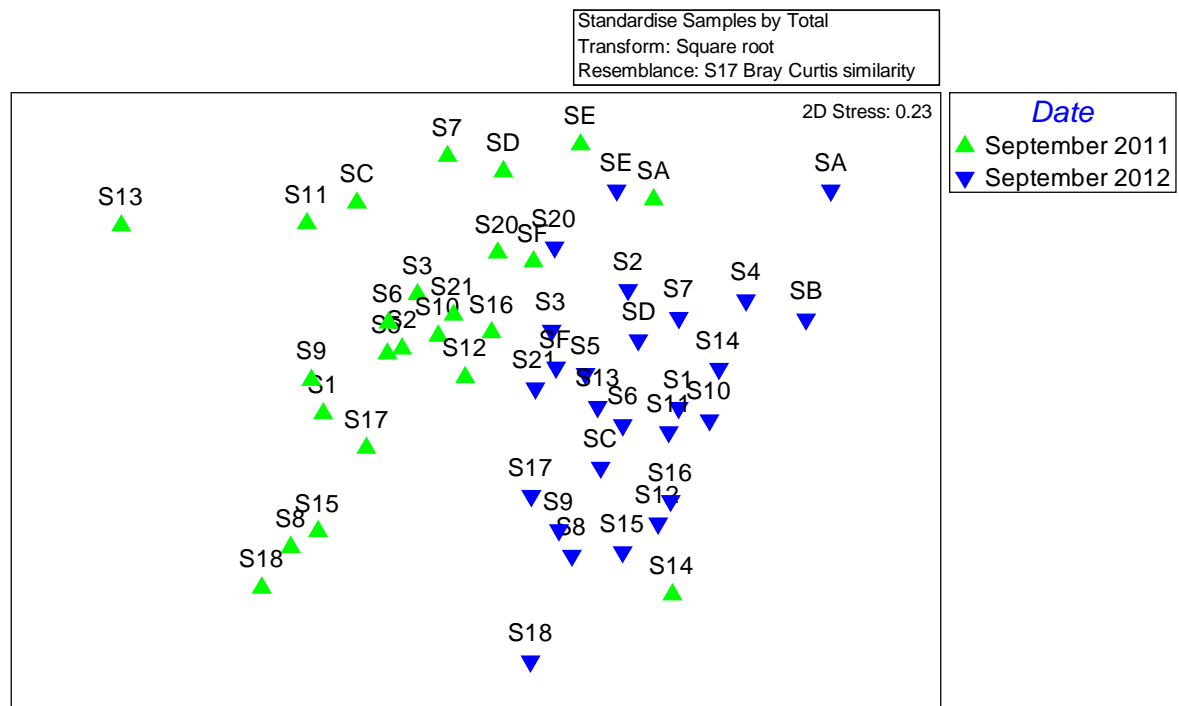 Standardise Samples by Total
Transform: Square root
Resemblance: S17 Bray Curtis similarity
2D Stress: 0.23
Date
September 2011
September 2012
SE
S7
SD
SE
SA
SA
SC
S13
S11
S20
S20
SF
S2
S3
S4
S21
S6
S7
SB
S10
S16
S3
SD
S2
S5
S14
SF
S5
S12
S21
S9
S13
S1
S1
S10
S6
S11
S17
SC
S17
S16
S12
S9
S15
S8
S8
S15
S18
S14
S18